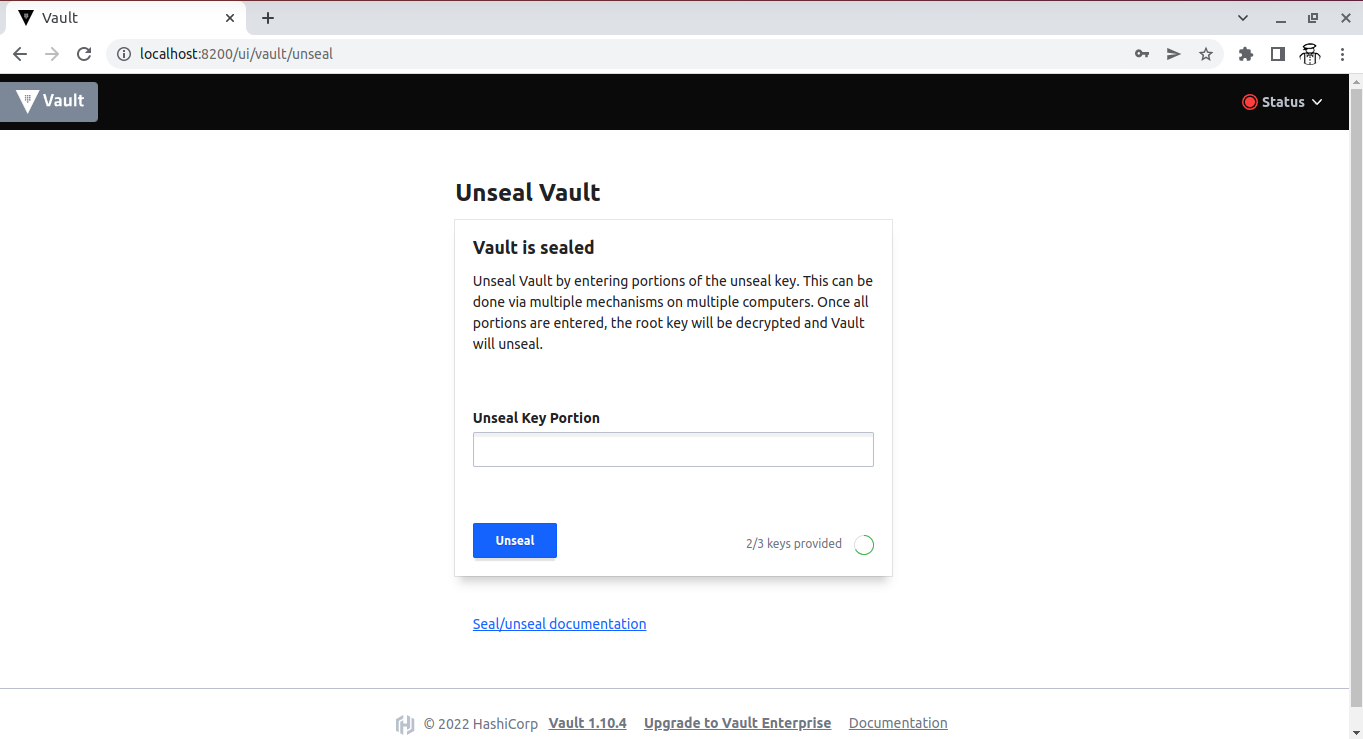 Vault
localhost:8200/ui/vault/unseal
Vault
Status
Unseal Vault
Vault is sealed
Unseal Vault by entering portions of the unseal key. This can be
done via multiple mechanisms on multiple computers. Once all
portions are entered, the root key will be decrypted and Vault
will unseal.
Unseal Key Portion
Unseal
2/3 keys provided
Seal/unseal documentation
© 2022 HashiCorp Vault 1.10.4 Upgrade to Vault Enterprise Documentation